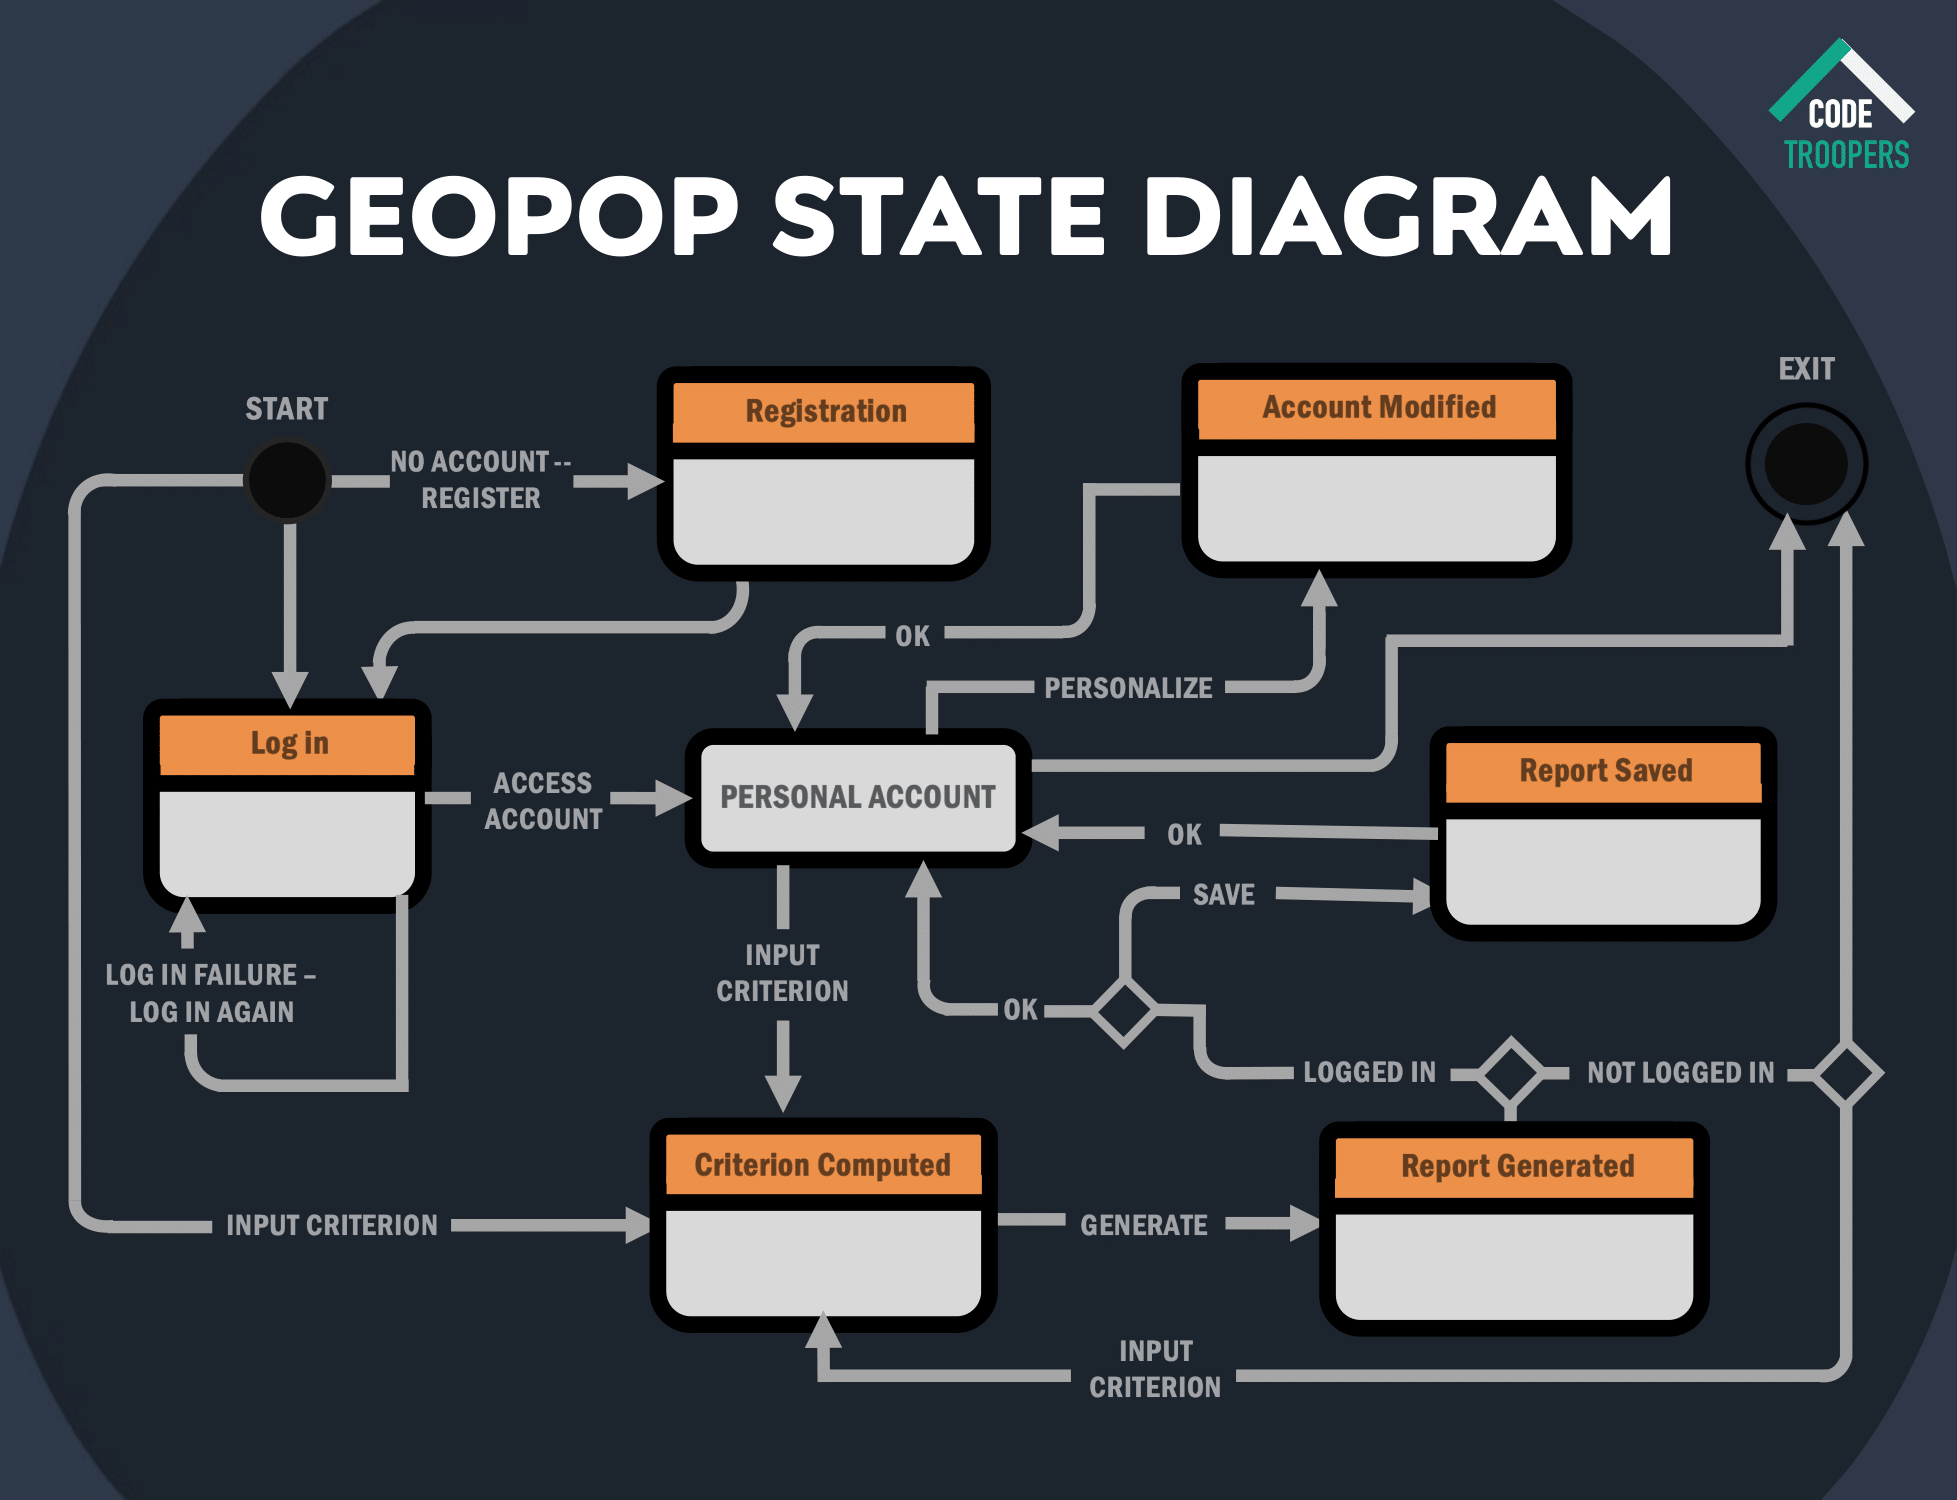 CODE
TROOPERS
GEOPOP STATE DIAGRAM
EXIT
START
Registration
Account Modified
NO ACCOUNT --
REGISTER
OK
PERSONALIZE
Log in
ACCESS
ACCOUNT
PERSONAL ACCOUNT
Report Saved
OK
SAVE
LOG IN FAILURE –
LOG IN AGAIN
INPUT
CRITERION
OK
LOGGED IN
NOT LOGGED IN
Criterion Computed
Report Generated
INPUT CRITERION
GENERATE
INPUT
CRITERION